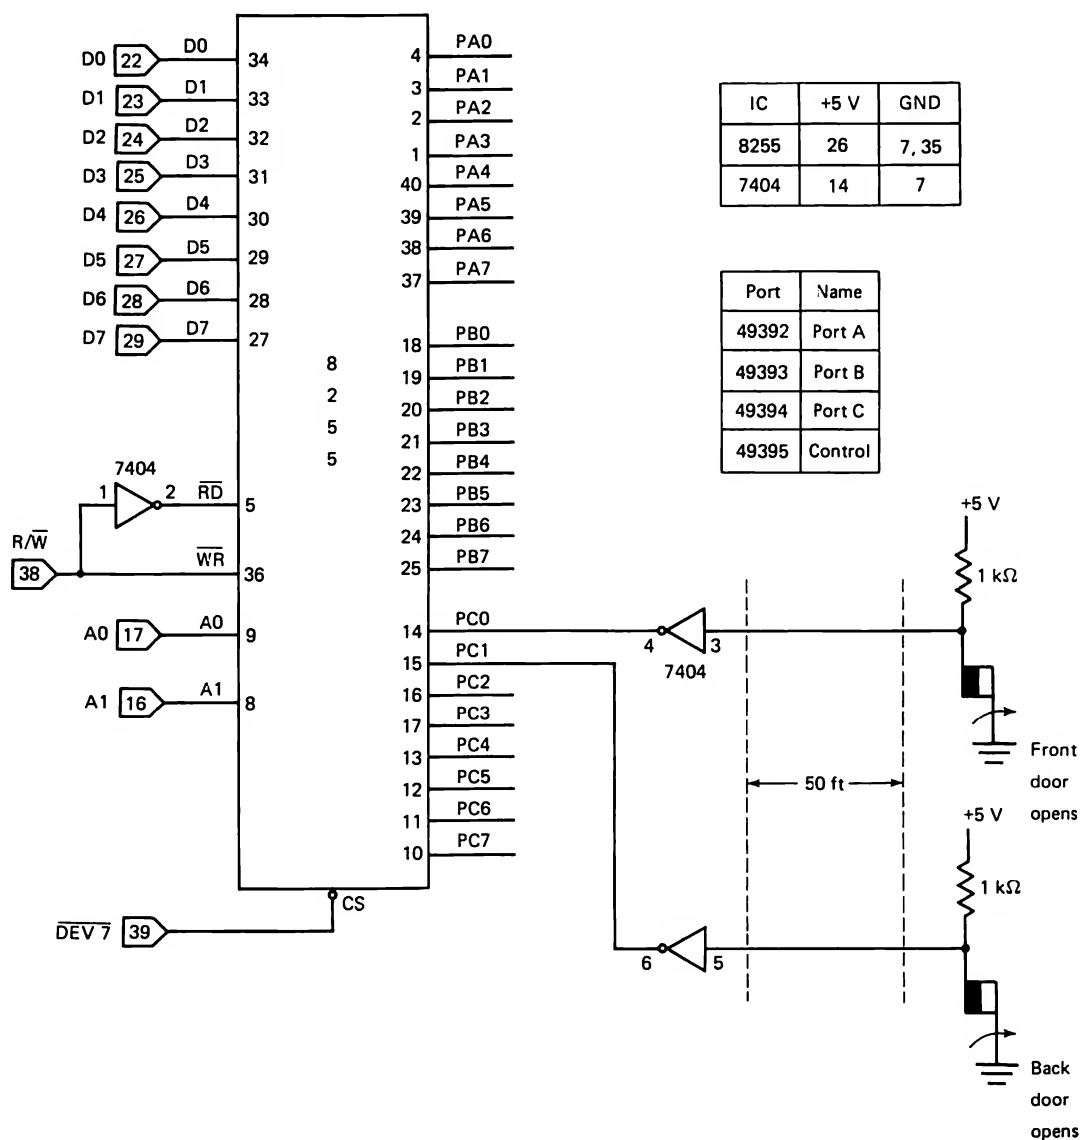 D0 22 D0 34
D1 23 D1 33
D2 24 D2 32
D3 25 D3 31
D4 26 D4 30
D5 27 D5 29
D6 28 D6 28
D7 29 D7 27
4 PA0
3 PA1
2 PA2
1 PA3
40 PA4
39 PA5
38 PA6
37 PA7
18 PB0
19 PB1
20 PB2
21 PB3
22 PB4
23 PB5
24 PB6
25 PB7
8
2
5
5
7404
1 2 RD 5
R/W
38 WR 36
A0 17 A0 9
A1 16 A1 8
14 PC0
15 PC1
16 PC2
17 PC3
13 PC4
12 PC5
11 PC6
10 PC7
CS
DEV 7 39
4 3
7404
6 5
50 ft
IC +5 V GND
8255 26 7, 35
7404 14 7
Port Name
49392 Port A
49393 Port B
49394 Port C
49395 Control
+5 V
1 kΩ
Front
door
opens
+5 V
1 kΩ
Back
door
opens